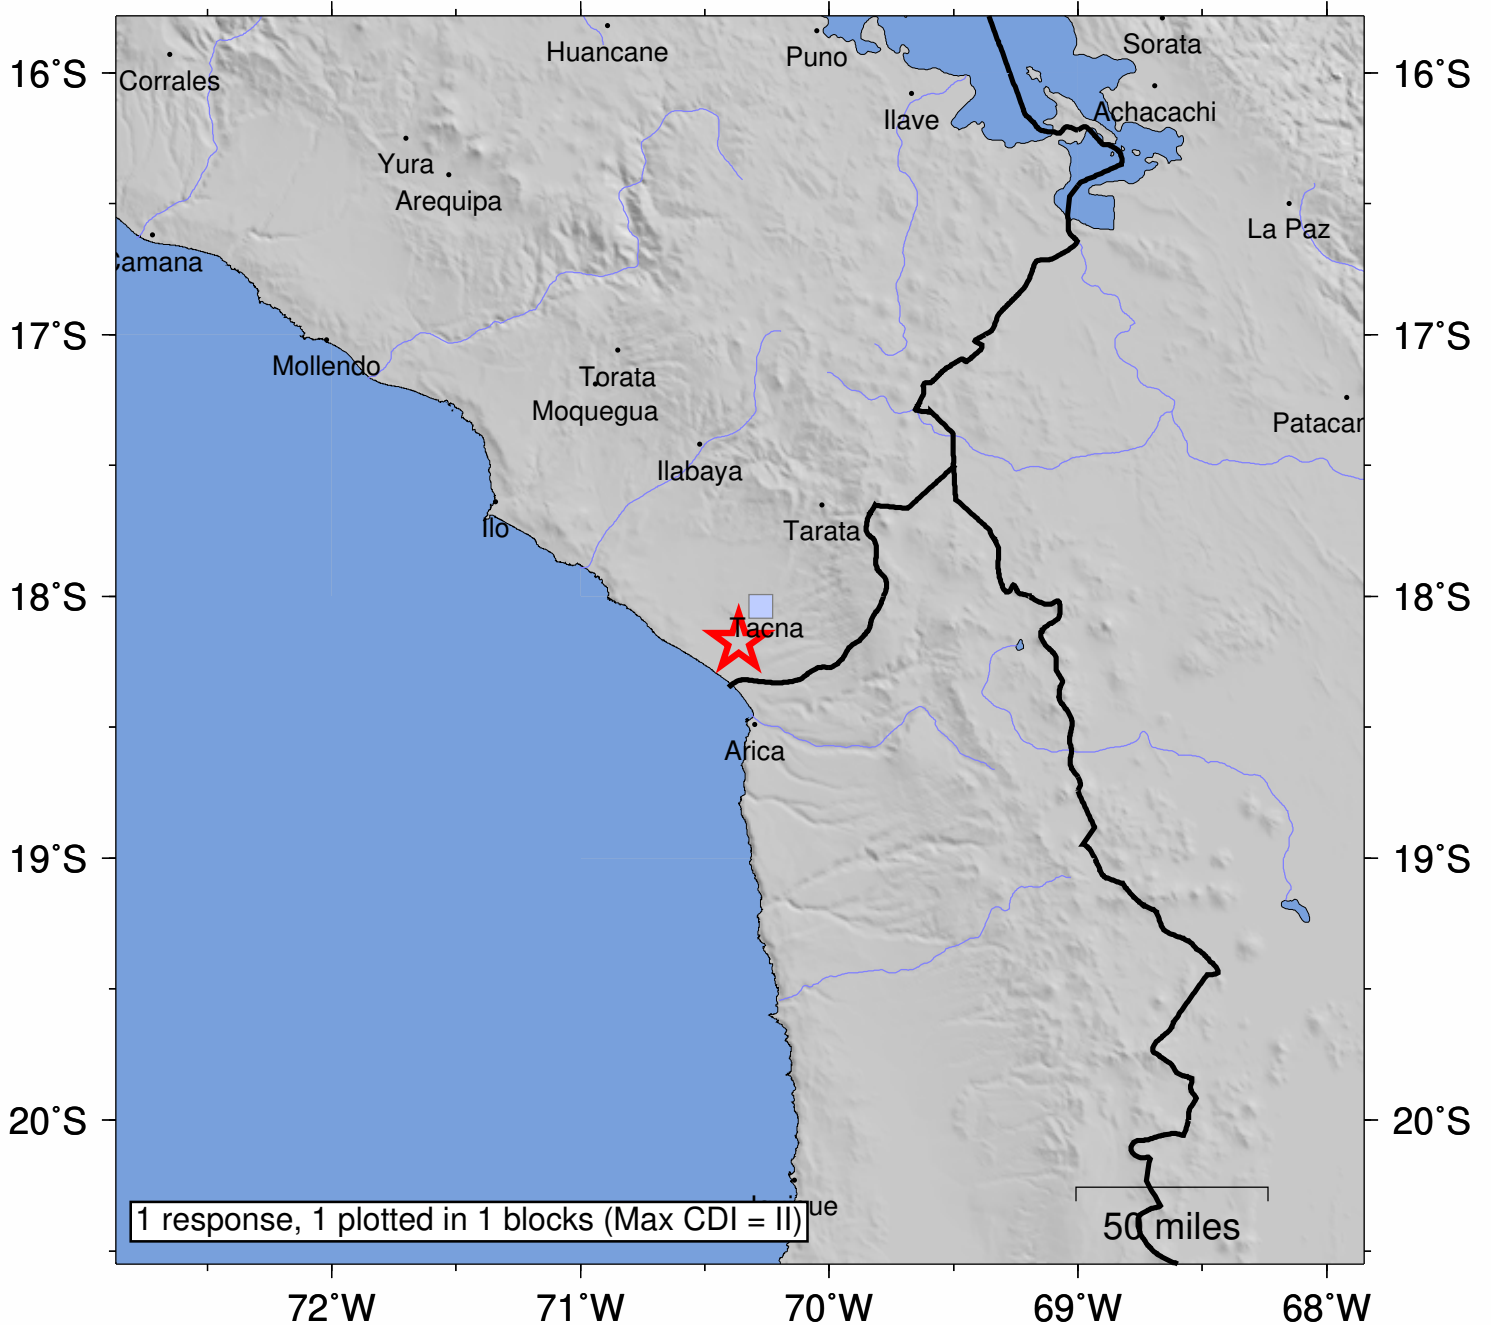 Huancane
Puno
Sorata
Corrales
16°S
16°S
Ilave
Achacachi
Yura
Arequipa
La Paz
Camana
17°S
17°S
Mollendo
Torata
Moquegua
Patacar
Ilabaya
Ilo
Tarata
18°S
18°S
Tacna
Arica
19°S
19°S
20°S
20°S
ue
1 response, 1 plotted in 1 blocks (Max CDI = II)
50 miles
72°W
71°W
70°W
69°W
68°W